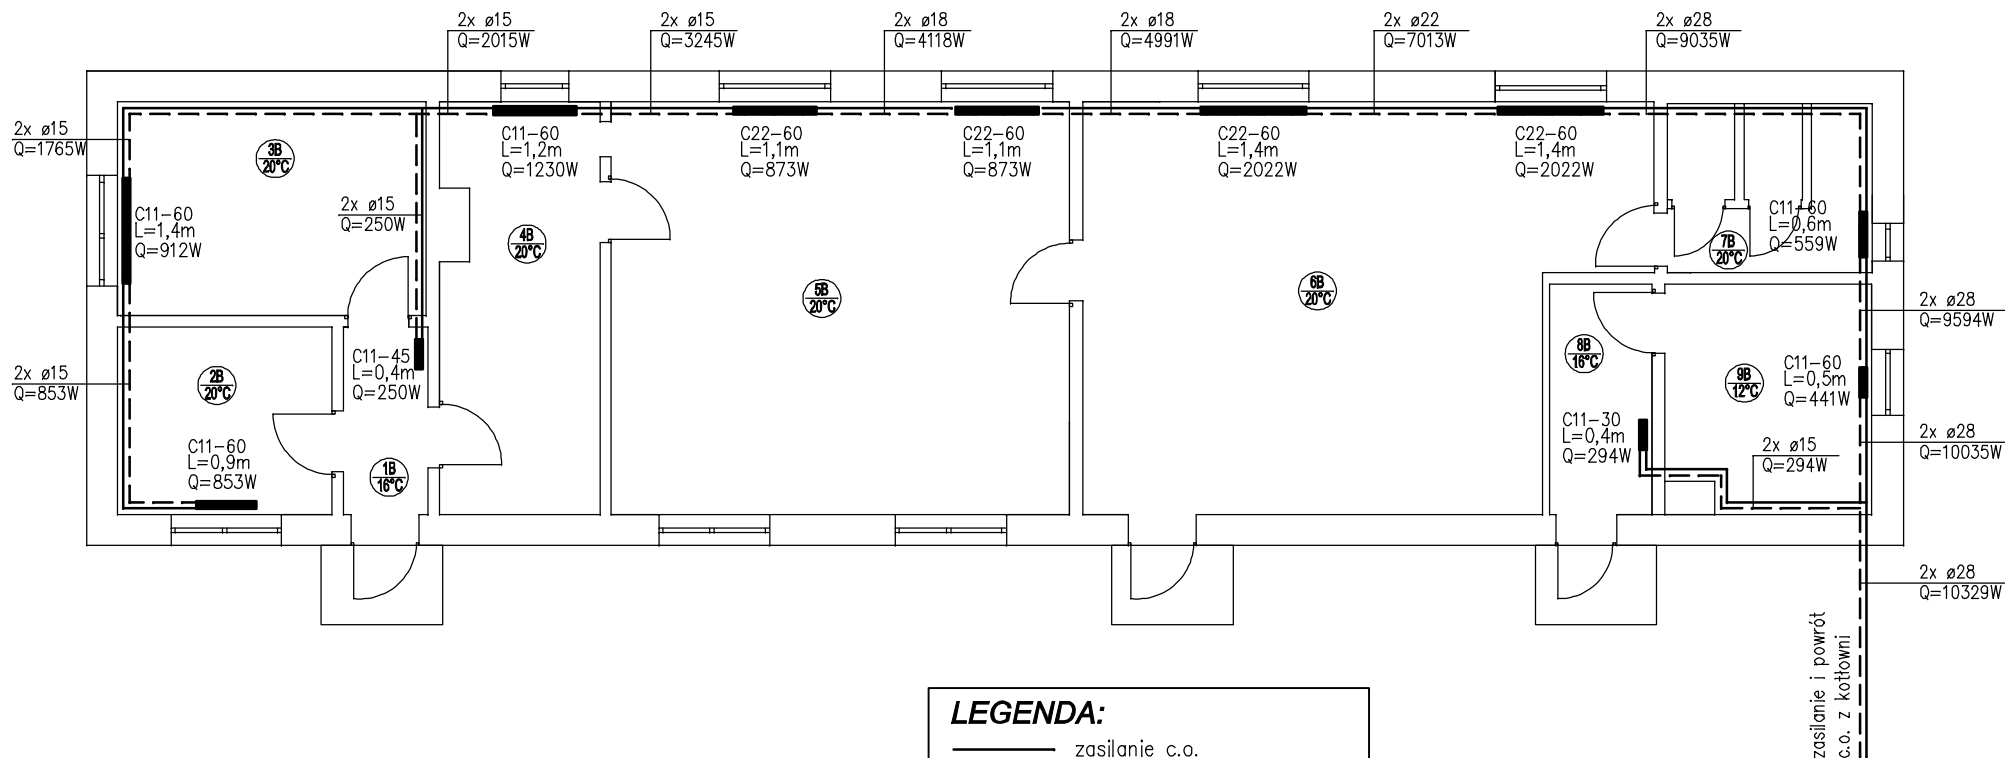 2x ø15
Q=2015W
2x ø15
Q=3245W
2x ø18
Q=4118W
2x ø18
Q=4991W
2x ø22
Q=7013W
2x ø28
Q=9035W
2x ø15
Q=1765W
3B
20°C
C11-60
L=1,2m
Q=1230W
C22-60
L=1,1m
Q=873W
C22-60
L=1,1m
Q=873W
C22-60
L=1,4m
Q=2022W
C22-60
L=1,4m
Q=2022W
C11-60
L=1,4m
Q=912W
2x ø15
Q=250W
4B
20°C
C11-60
L=0,6m
Q=559W
7B
20°C
5B
20°C
6B
20°C
2x ø28
Q=9594W
2x ø15
Q=853W
2B
20°C
C11-45
L=0,4m
Q=250W
8B
16°C
9B
12°C
C11-60
L=0,5m
Q=441W
C11-60
L=0,9m
Q=853W
1B
16°C
C11-30
L=0,4m
Q=294W
2x ø15
Q=294W
2x ø28
Q=10035W
2x ø28
Q=10329W
zasilanie i powrót
c.o. z kotłowni
LEGENDA:
zasilanie c.o.